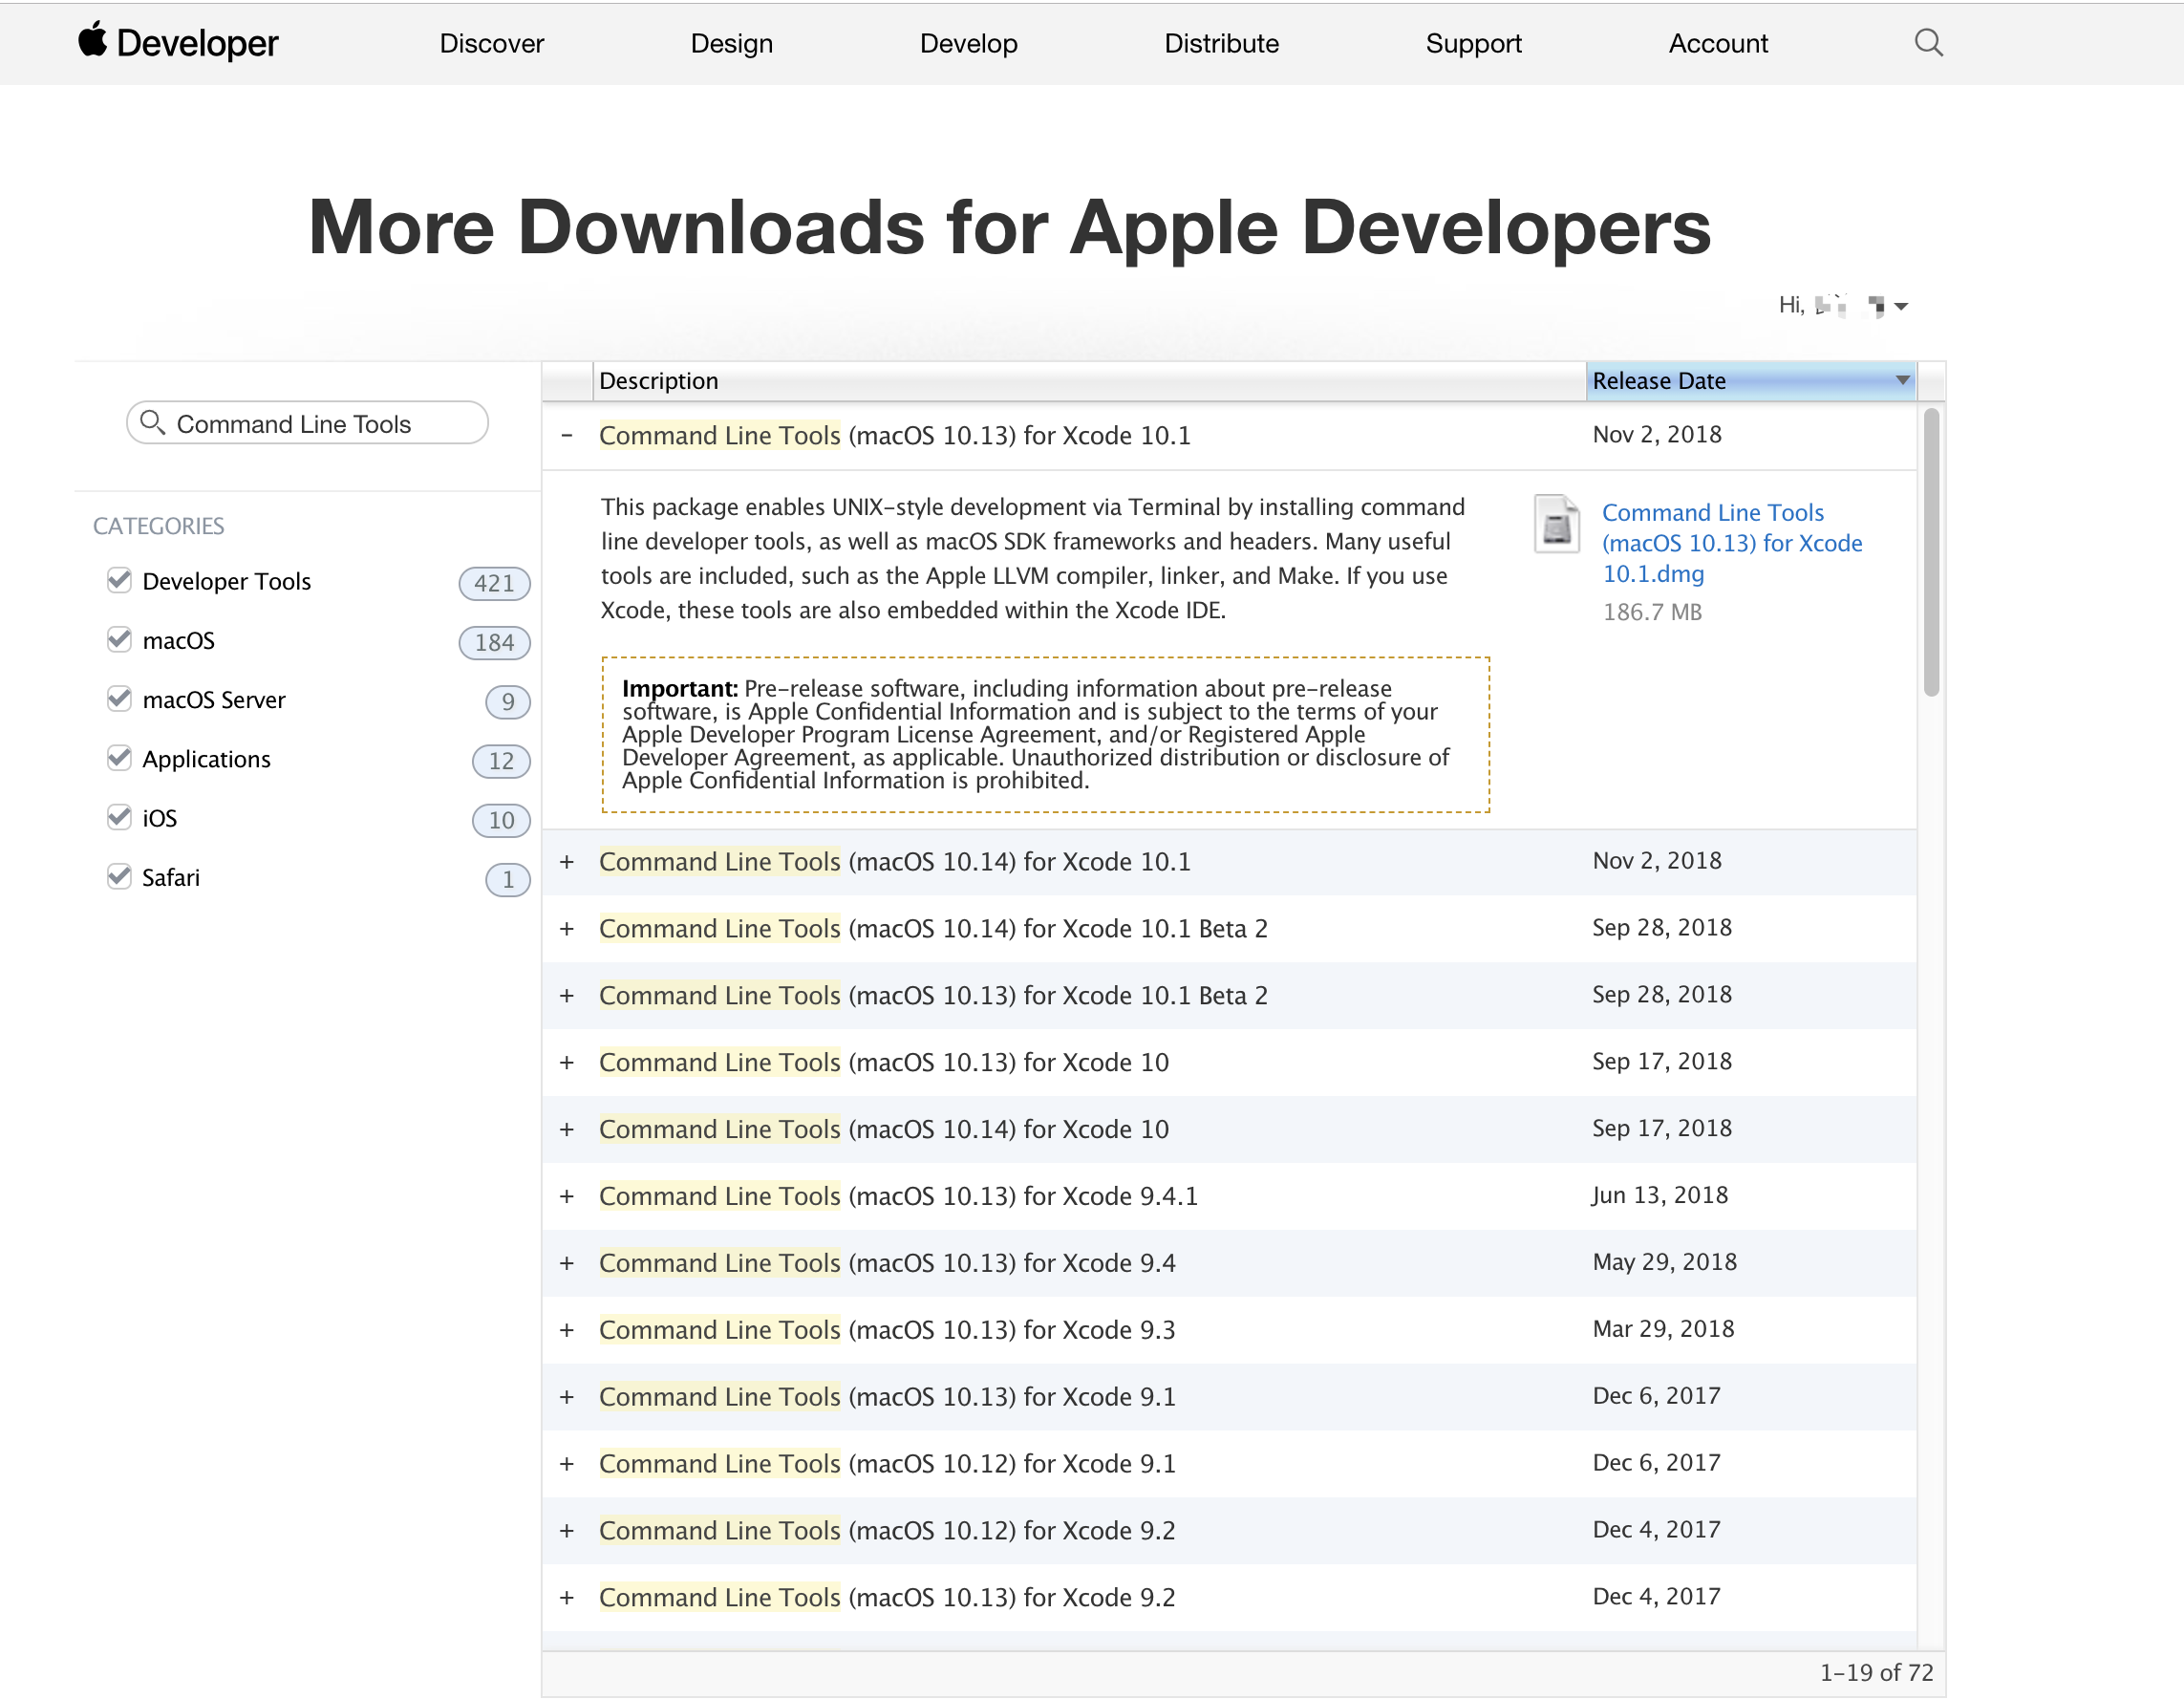 Developer
Discover
Design
Develop
Distribute
Support
Account
More Downloads for Apple Developers
Hi,
Command Line Tools
CATEGORIES
Developer Tools 421
macOS 184
macOS Server 9
Applications 12
iOS 10
Safari 1
Description Release Date
− Command Line Tools (macOS 10.13) for Xcode 10.1 Nov 2, 2018
This package enables UNIX-style development via Terminal by installing command
line developer tools, as well as macOS SDK frameworks and headers. Many useful
tools are included, such as the Apple LLVM compiler, linker, and Make. If you use
Xcode, these tools are also embedded within the Xcode IDE.
Important: Pre-release software, including information about pre-release
software, is Apple Confidential Information and is subject to the terms of your
Apple Developer Program License Agreement, and/or Registered Apple
Developer Agreement, as applicable. Unauthorized distribution or disclosure of
Apple Confidential Information is prohibited.
Command Line Tools
(macOS 10.13) for Xcode
10.1.dmg
186.7 MB
+ Command Line Tools (macOS 10.14) for Xcode 10.1 Nov 2, 2018
+ Command Line Tools (macOS 10.14) for Xcode 10.1 Beta 2 Sep 28, 2018
+ Command Line Tools (macOS 10.13) for Xcode 10.1 Beta 2 Sep 28, 2018
+ Command Line Tools (macOS 10.13) for Xcode 10 Sep 17, 2018
+ Command Line Tools (macOS 10.14) for Xcode 10 Sep 17, 2018
+ Command Line Tools (macOS 10.13) for Xcode 9.4.1 Jun 13, 2018
+ Command Line Tools (macOS 10.13) for Xcode 9.4 May 29, 2018
+ Command Line Tools (macOS 10.13) for Xcode 9.3 Mar 29, 2018
+ Command Line Tools (macOS 10.13) for Xcode 9.1 Dec 6, 2017
+ Command Line Tools (macOS 10.12) for Xcode 9.1 Dec 6, 2017
+ Command Line Tools (macOS 10.12) for Xcode 9.2 Dec 4, 2017
+ Command Line Tools (macOS 10.13) for Xcode 9.2 Dec 4, 2017
1-19 of 72